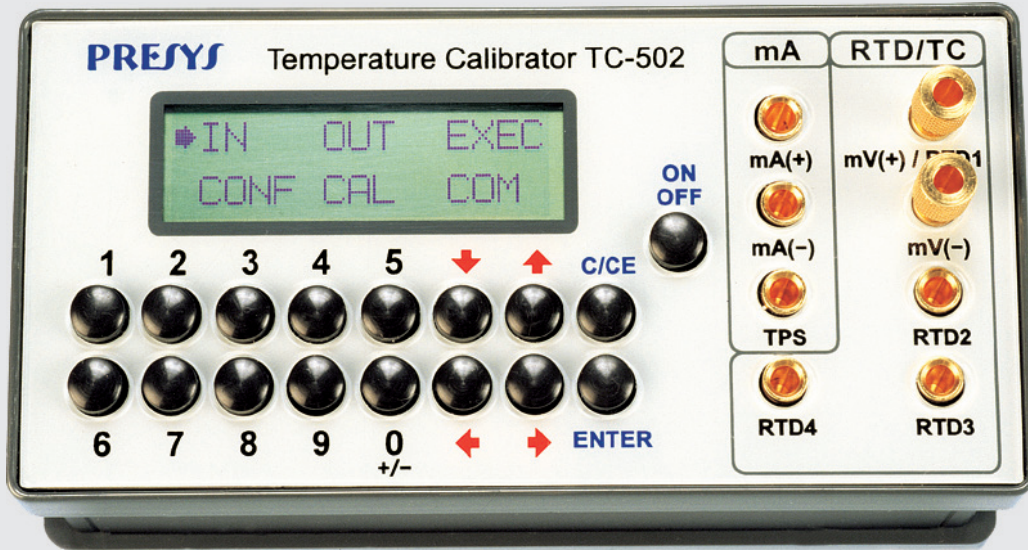 PRESYS Temperature Calibrator TC-502
mA RTD/TC
IN OUT EXEC
CONF CAL COM
ON
OFF
mA(+) mV(+) / RTD1
mA(−) mV(−)
1 2 3 4 5 C/CE
TPS RTD2
6 7 8 9 0 ENTER
+/−
RTD4 RTD3